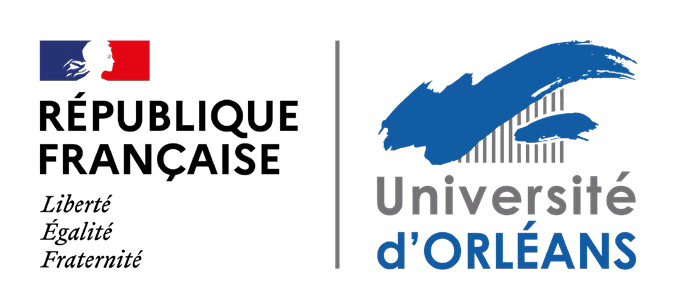 RÉPUBLIQUE
FRANÇAISE
Liberté
Égalité
Fraternité
Université
d'ORLÉANS